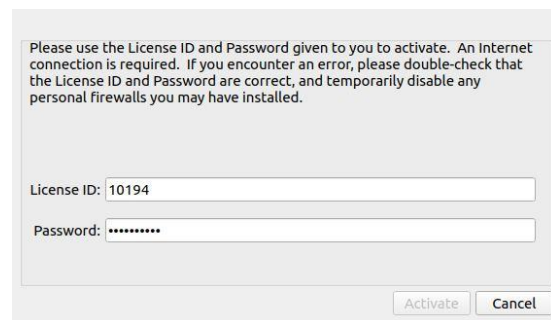 Please use the License ID and Password given to you to activate. An Internet
connection is required. If you encounter an error, please double-check that
the License ID and Password are correct, and temporarily disable any
personal firewalls you may have installed.
License ID: 10194
Password: ••••••••••
Activate Cancel